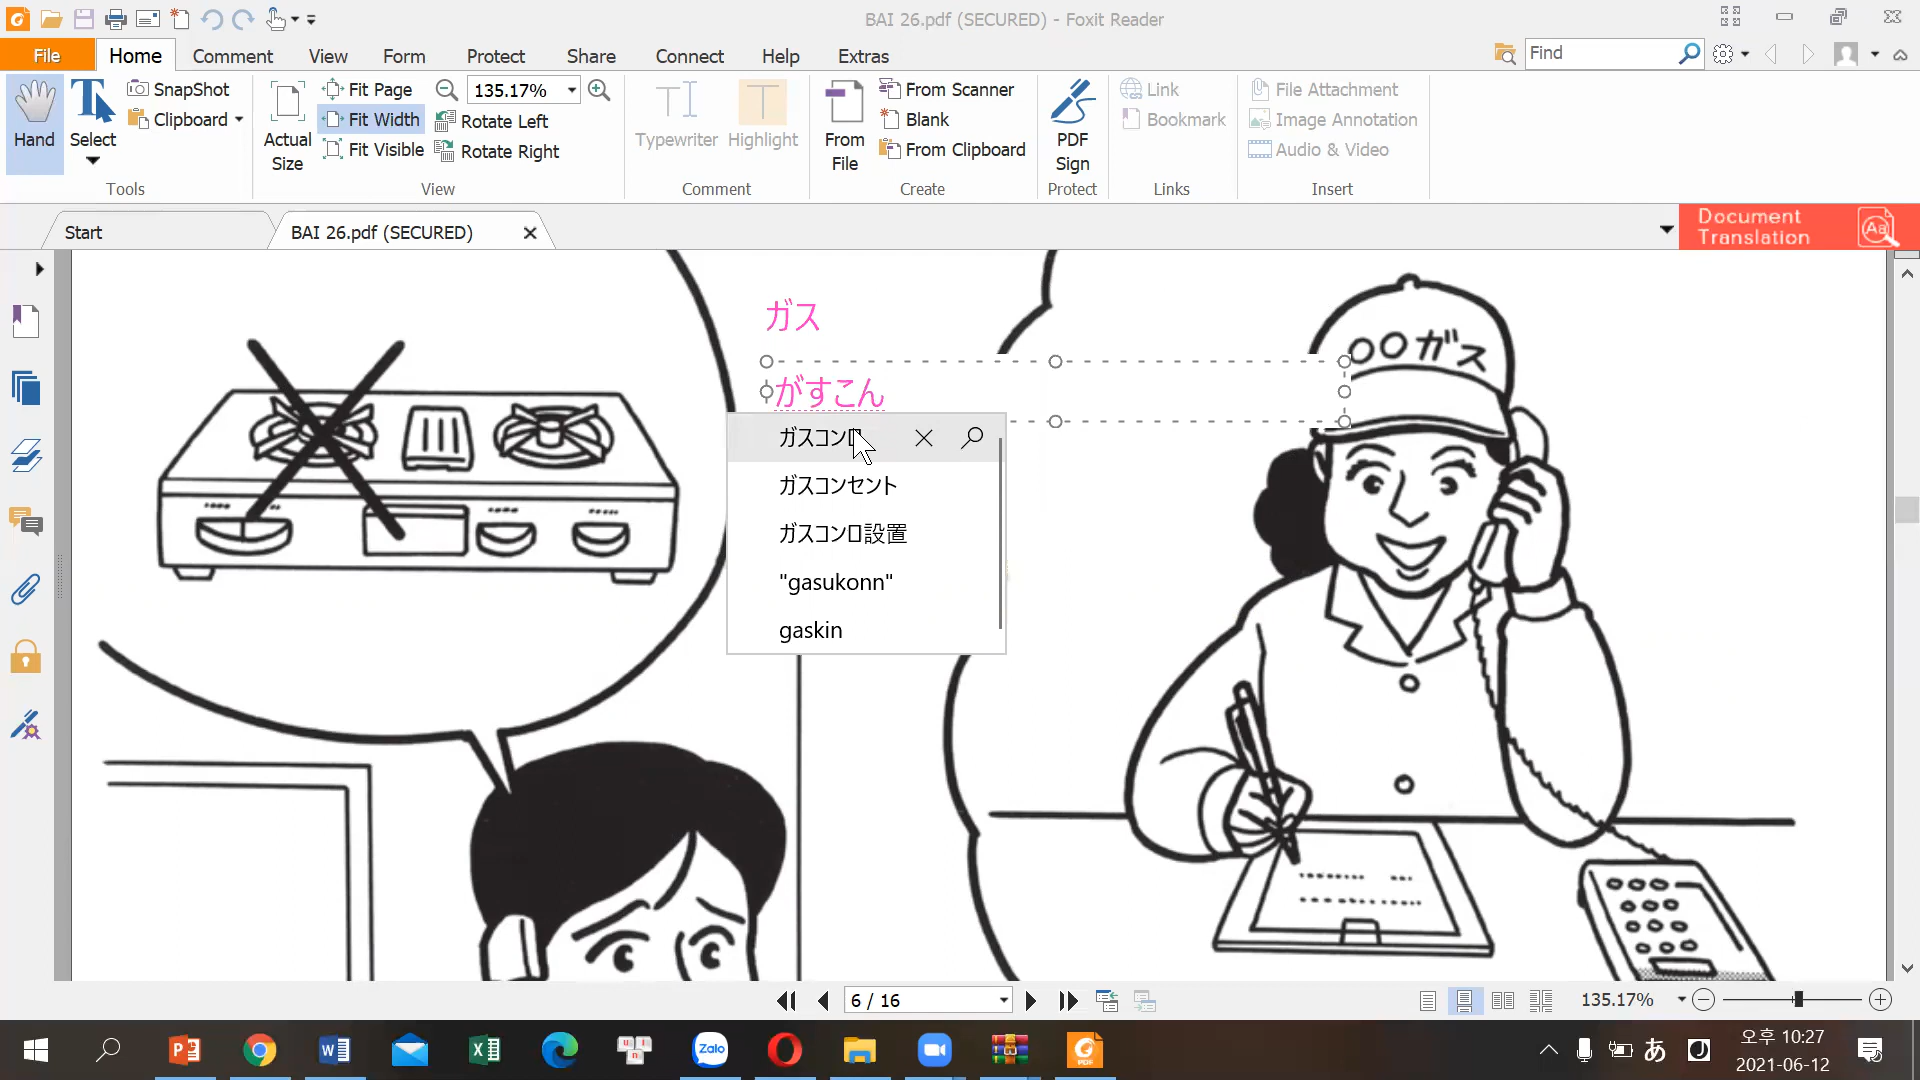 BAI 26.pdf (SECURED) - Foxit Reader
File Home Comment View Form Protect Share Connect Help Extras
Find
Hand
Select
SnapShot
Clipboard
Tools
Actual Size
Fit Page
Fit Width
Fit Visible
135.17%
Rotate Left
Rotate Right
View
Typewriter
Highlight
Comment
From File
From Scanner
Blank
From Clipboard
Create
PDF Sign
Protect
Link
Bookmark
Links
File Attachment
Image Annotation
Audio & Video
Insert
Start
BAI 26.pdf (SECURED)
Document Translation
ガス
〇〇ガス
がすこん
ガスコンロ
ガスコンセント
ガスコンロ設置
"gasukonn"
gaskin
6 / 16
135.17%
Zalo
あ
오후 10:27
2021-06-12